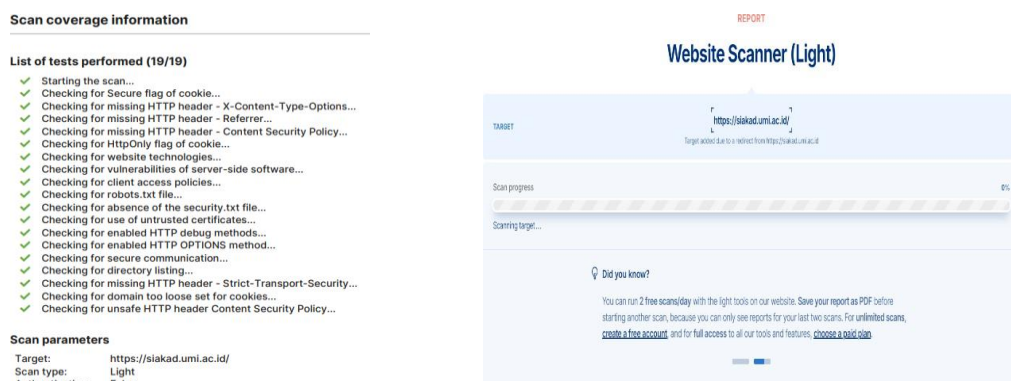 Scan coverage information
List of tests performed (19/19)
Starting the scan...
Checking for Secure flag of cookie...
Checking for missing HTTP header - X-Content-Type-Options...
Checking for missing HTTP header - Referrer...
Checking for missing HTTP header - Content Security Policy...
Checking for HttpOnly flag of cookie...
Checking for website technologies...
Checking for vulnerabilities of server-side software...
Checking for client access policies...
Checking for robots.txt file...
Checking for absence of the security.txt file...
Checking for use of untrusted certificates...
Checking for enabled HTTP debug methods...
Checking for enabled HTTP OPTIONS method...
Checking for secure communication...
Checking for directory listing...
Checking for missing HTTP header - Strict-Transport-Security...
Checking for domain too loose set for cookies...
Checking for unsafe HTTP header Content Security Policy...
Scan parameters
Target: https://siakad.umi.ac.id/
Scan type: Light
REPORT
Website Scanner (Light)
TARGET
https://siakad.umi.ac.id/
Target added due to a redirect from https://siakad.umi.ac.id
Scan progress
0%
Scanning target...
Did you know?
You can run 2 free scans/day with the light tools on our website. Save your report as PDF before
starting another scan, because you can only see reports for your last two scans. For unlimited scans,
create a free account, and for full access to all our tools and features, choose a paid plan.